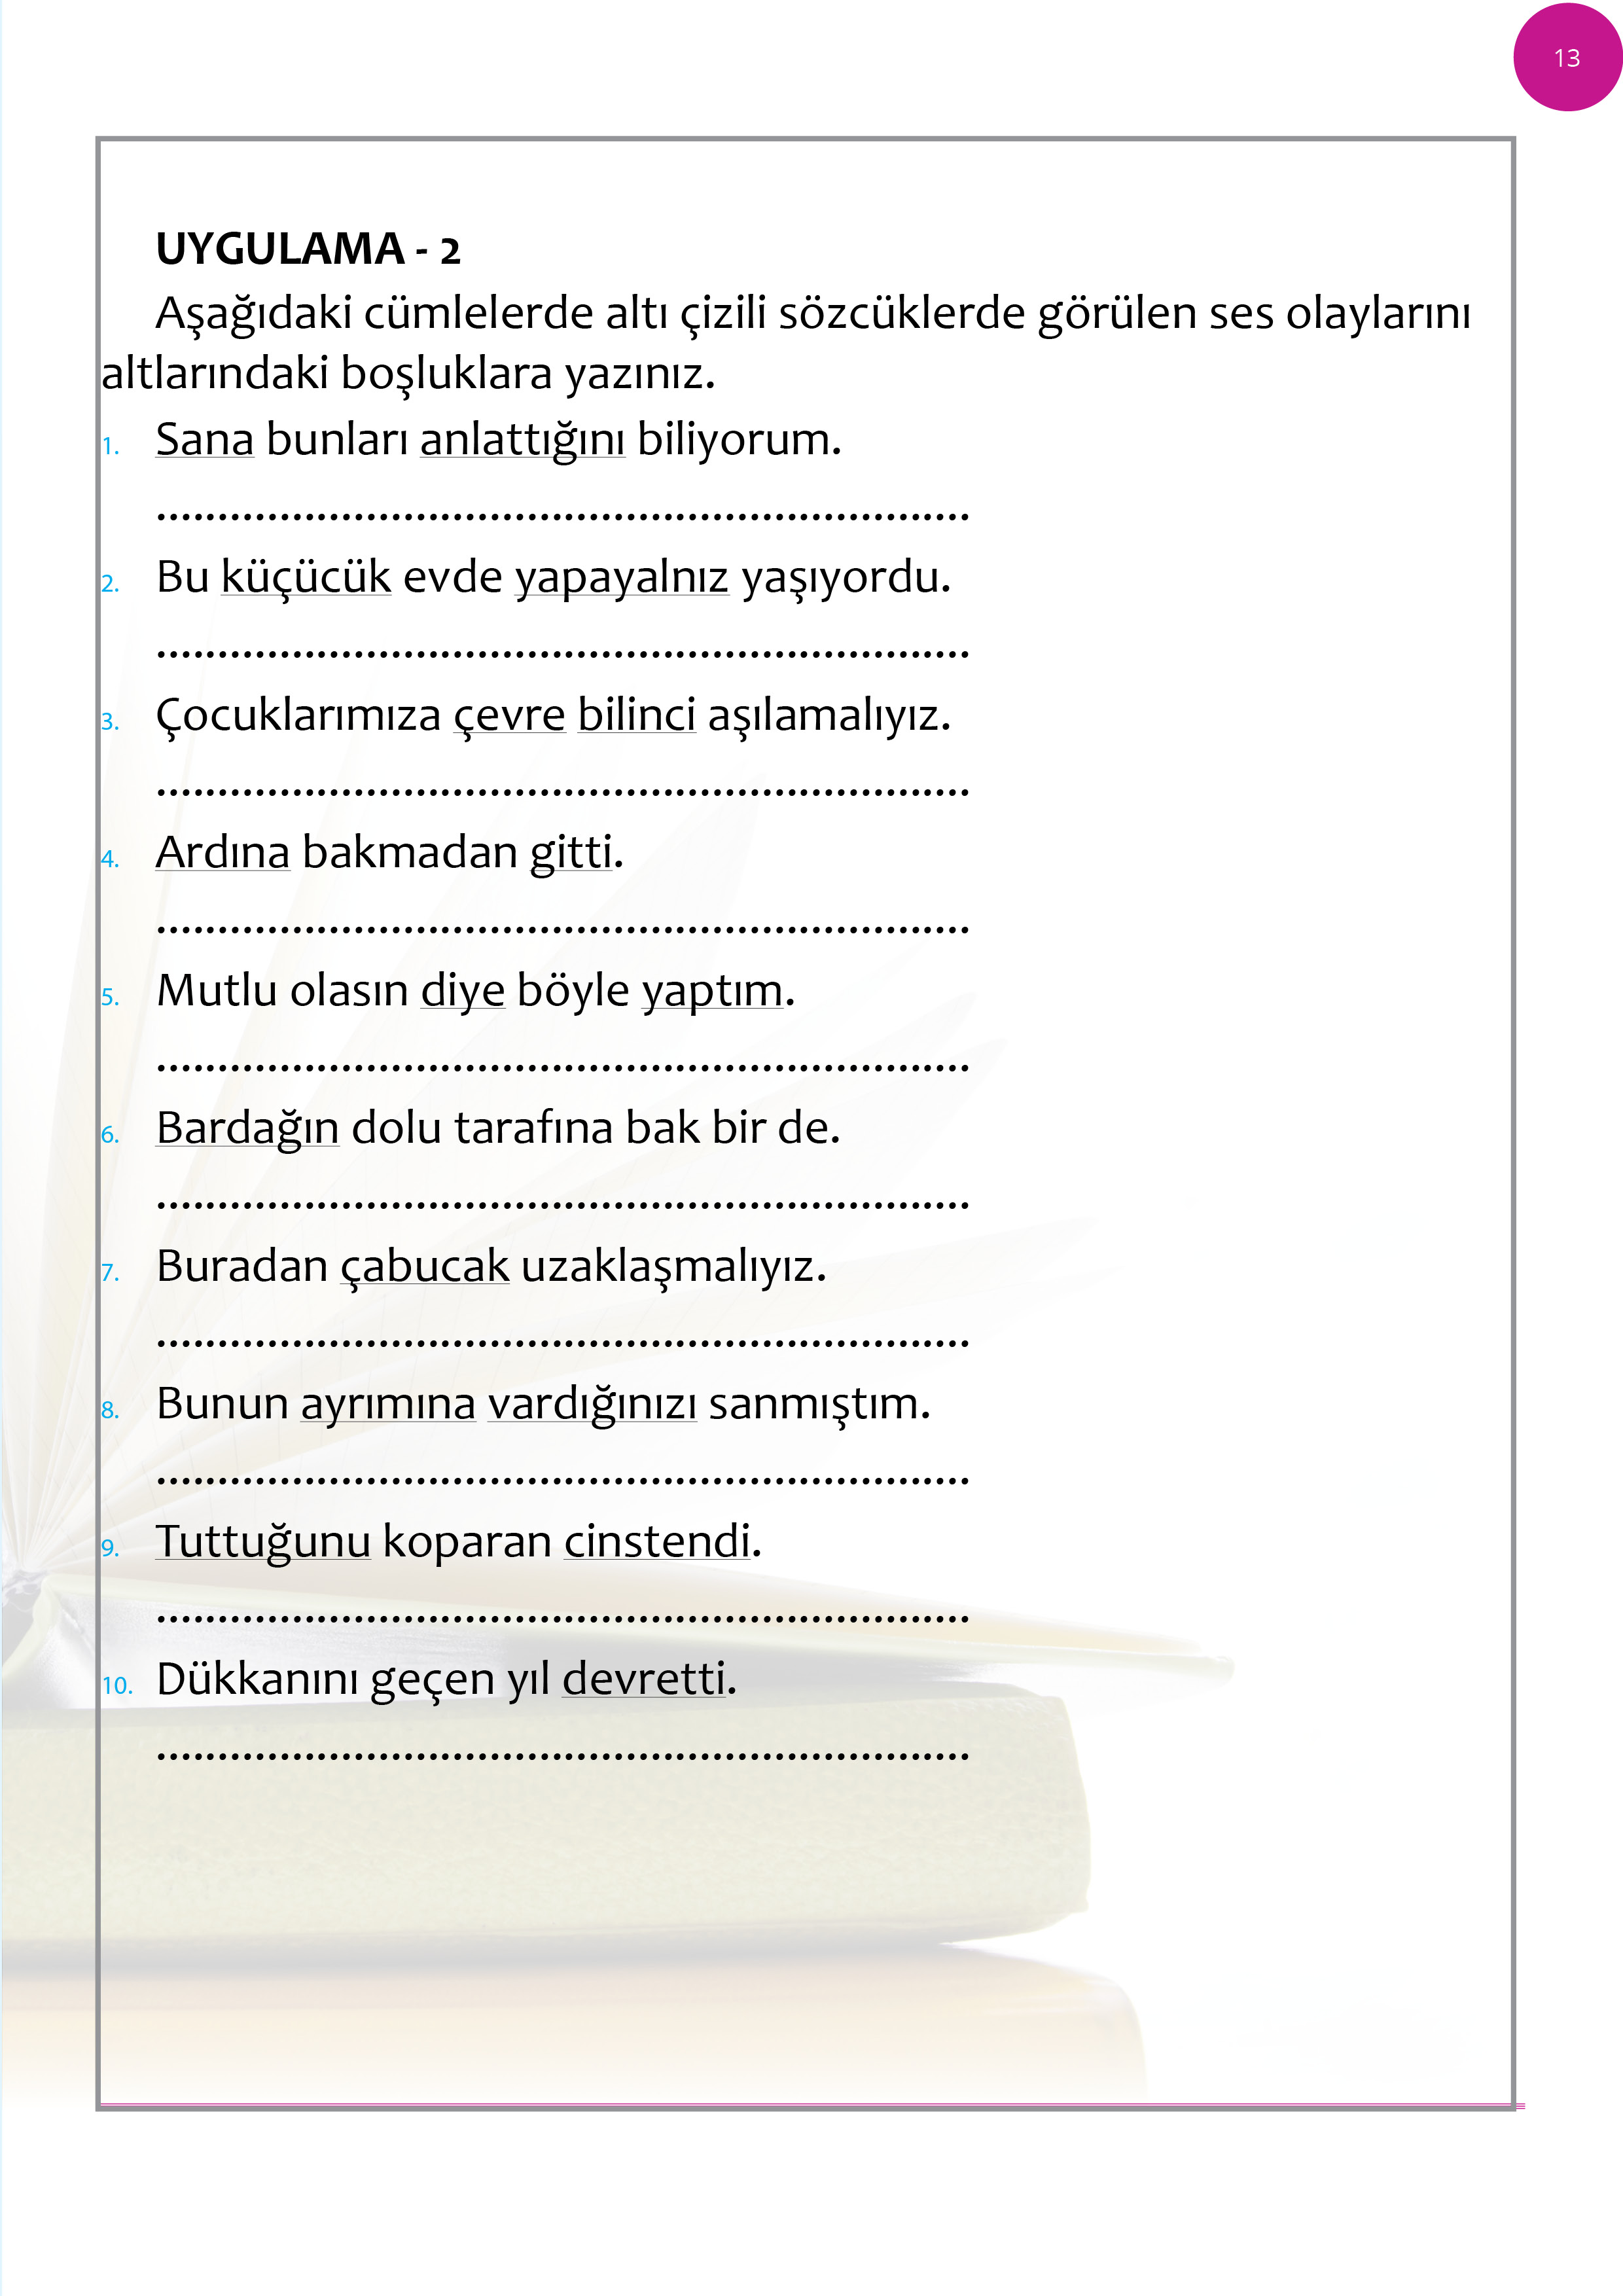 13
UYGULAMA - 2
Aşağıdaki cümlelerde altı çizili sözcüklerde görülen ses olaylarını
altlarındaki boşluklara yazınız.
1. Sana bunları anlattığını biliyorum.
..................................................................
2. Bu küçücük evde yapayalnız yaşıyordu.
..................................................................
3. Çocuklarımıza çevre bilinci aşılamalıyız.
..................................................................
4. Ardına bakmadan gitti.
..................................................................
5. Mutlu olasın diye böyle yaptım.
..................................................................
6. Bardağın dolu tarafına bak bir de.
..................................................................
7. Buradan çabucak uzaklaşmalıyız.
..................................................................
8. Bunun ayrımına vardığınızı sanmıştım.
..................................................................
9. Tuttuğunu koparan cinstendi.
..................................................................
10. Dükkanını geçen yıl devretti.
..................................................................